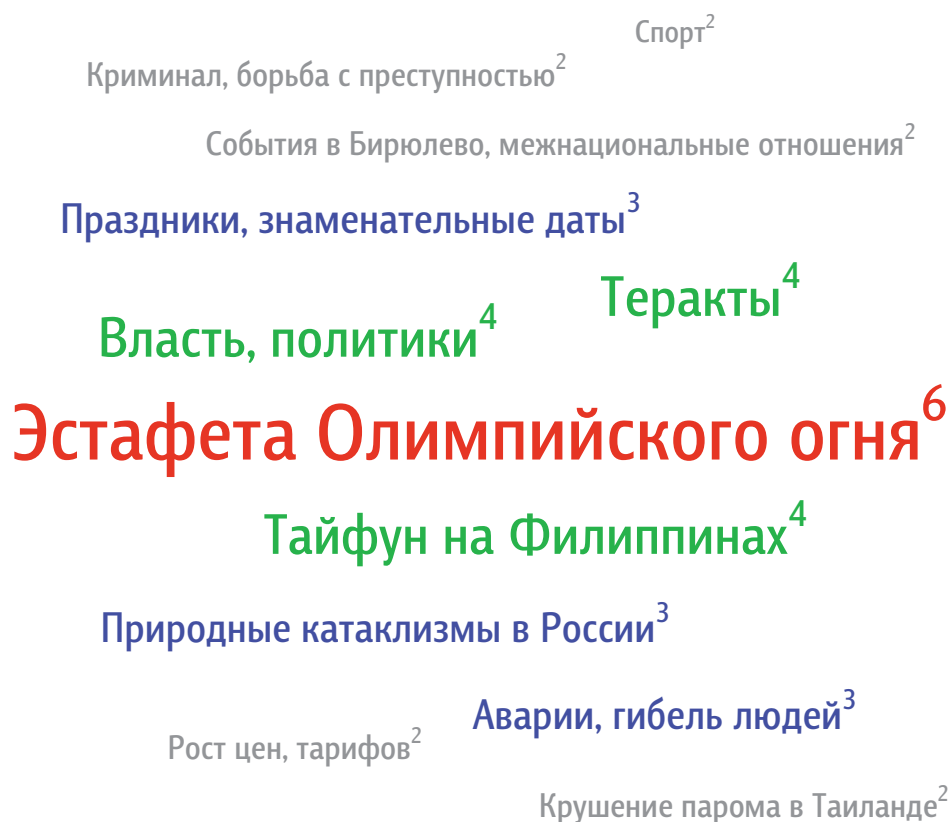 Спорт²
Криминал, борьба с преступностью²
События в Бирюлево, межнациональные отношения²
Праздники, знаменательные даты³
Теракты⁴
Власть, политики⁴
Эстафета Олимпийского огня⁶
Тайфун на Филиппинах⁴
Природные катаклизмы в России³
Аварии, гибель людей³
Рост цен, тарифов²
Крушение парома в Таиланде²